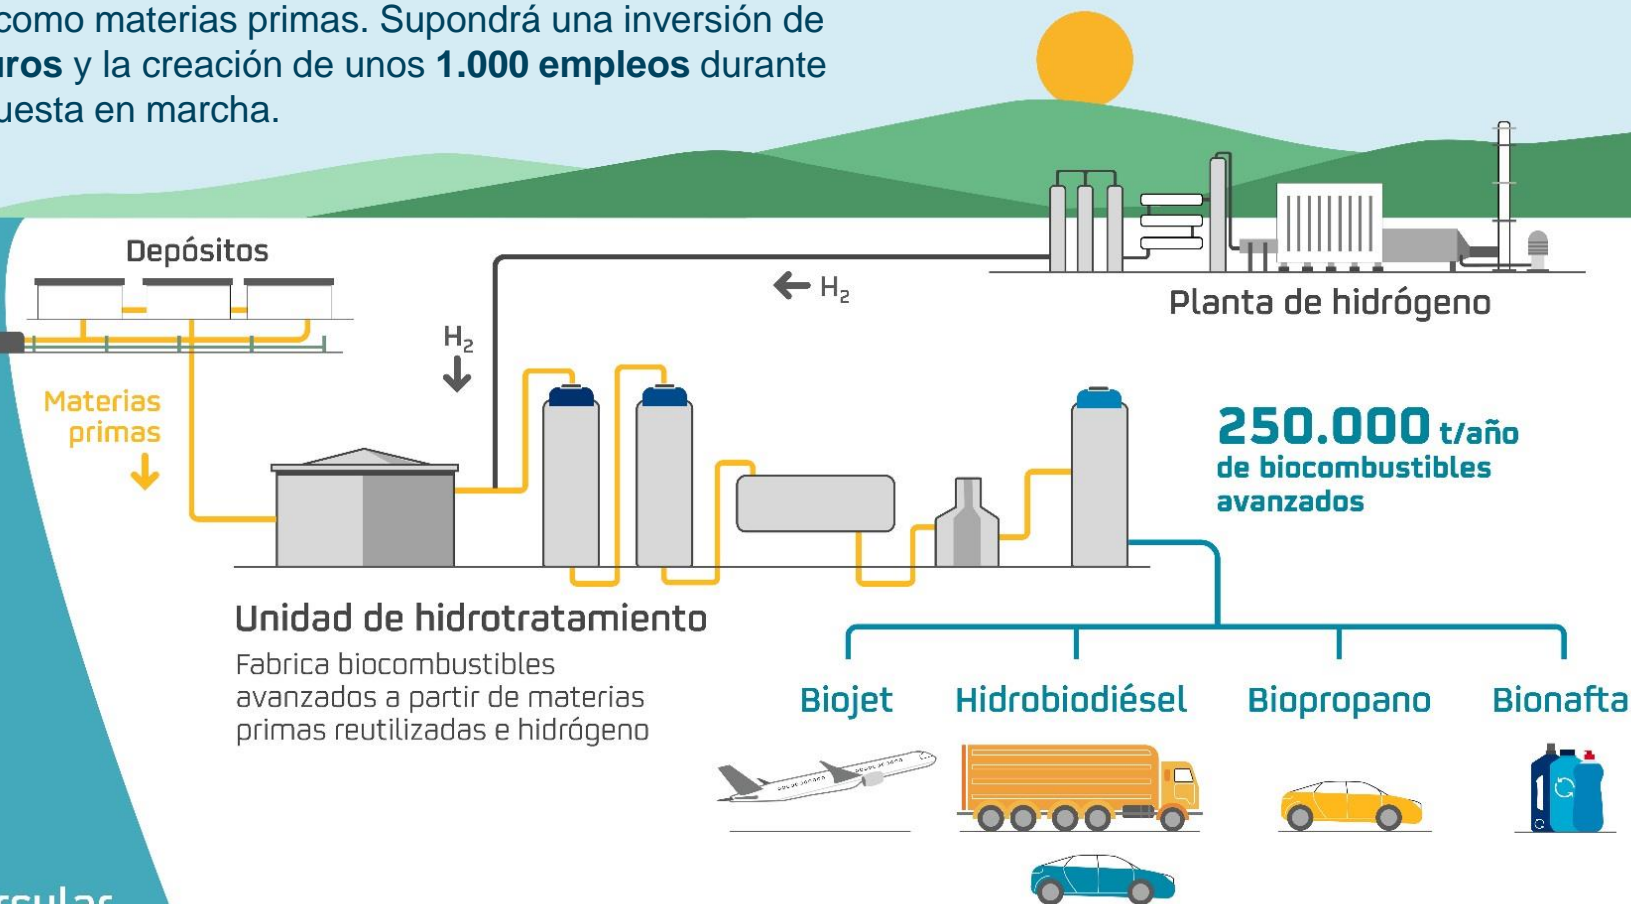 como materias primas. Supondrá una inversión de
uros y la creación de unos 1.000 empleos durante
uesta en marcha.
Depósitos
H₂
Planta de hidrógeno
H₂
Materias
primas
250.000 t/año
de biocombustibles
avanzados
Unidad de hidrotratamiento
Fabrica biocombustibles
avanzados a partir de materias
primas reutilizadas e hidrógeno
Biojet
Hidrobiodiésel
Biopropano
Bionafta